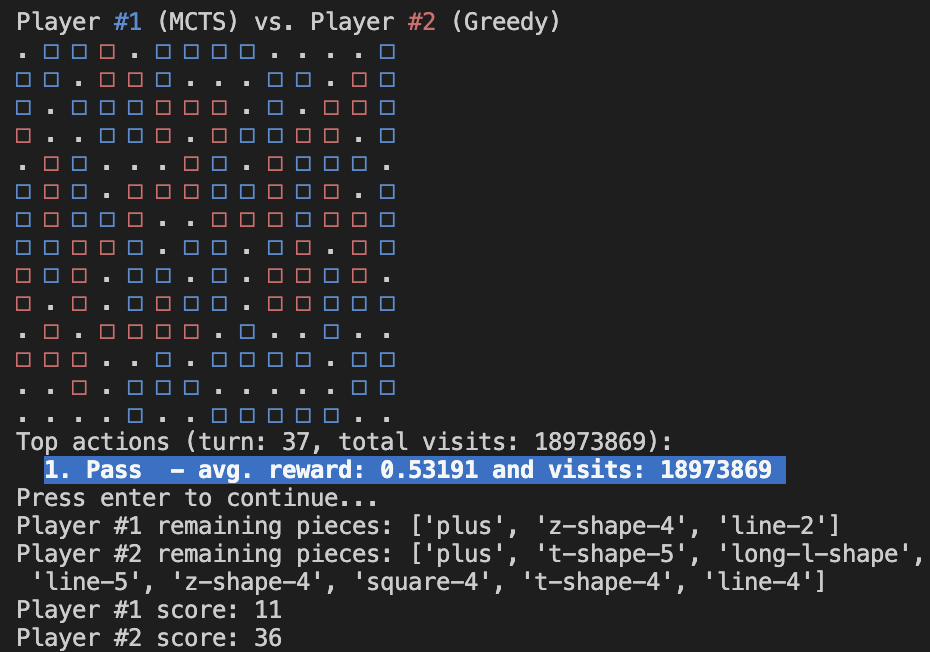 Player #1 (MCTS) vs. Player #2 (Greedy)
. □ □ □ . □ □ □ □ . . . . □
□ □ . □ □ □ . . . □ □ . □ □
□ . □ □ □ □ □ □ . □ . □ □ □
□ . . □ □ □ . □ □ □ □ □ . □
. □ □ . . . □ □ . □ □ □ □ .
□ □ □ . □ □ □ □ □ □ □ □ . □
□ □ □ □ □ . . □ □ □ □ □ □ □
□ □ □ □ □ . □ □ . □ □ . □ □
□ □ □ . □ □ . □ . □ □ □ □ .
□ . □ . □ □ □ □ . □ □ □ □ □
. □ . □ □ □ □ . □ . . □ . .
□ □ □ . . □ . □ □ □ □ . □ □
. . □ . □ □ □ . . . . . □ □
. . . . □ . . □ □ □ □ □ . .
Top actions (turn: 37, total visits: 18973869):
1. Pass  – avg. reward: 0.53191 and visits: 18973869
Press enter to continue...
Player #1 remaining pieces: ['plus', 'z-shape-4', 'line-2']
Player #2 remaining pieces: ['plus', 't-shape-5', 'long-l-shape',
'line-5', 'z-shape-4', 'square-4', 't-shape-4', 'line-4']
Player #1 score: 11
Player #2 score: 36